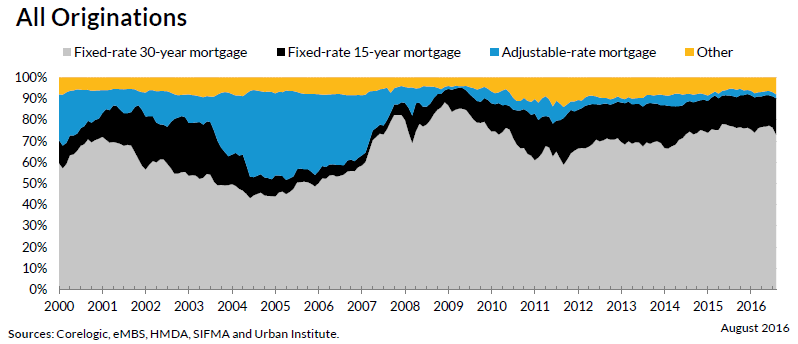 All Originations
Fixed-rate 30-year mortgage Fixed-rate 15-year mortgage Adjustable-rate mortgage Other
100%
90%
80%
70%
60%
50%
40%
30%
20%
10%
0%
2000 2001 2002 2003 2004 2005 2006 2007 2008 2009 2010 2011 2012 2013 2014 2015 2016
August 2016
Sources: Corelogic, eMBS, HMDA, SIFMA and Urban Institute.